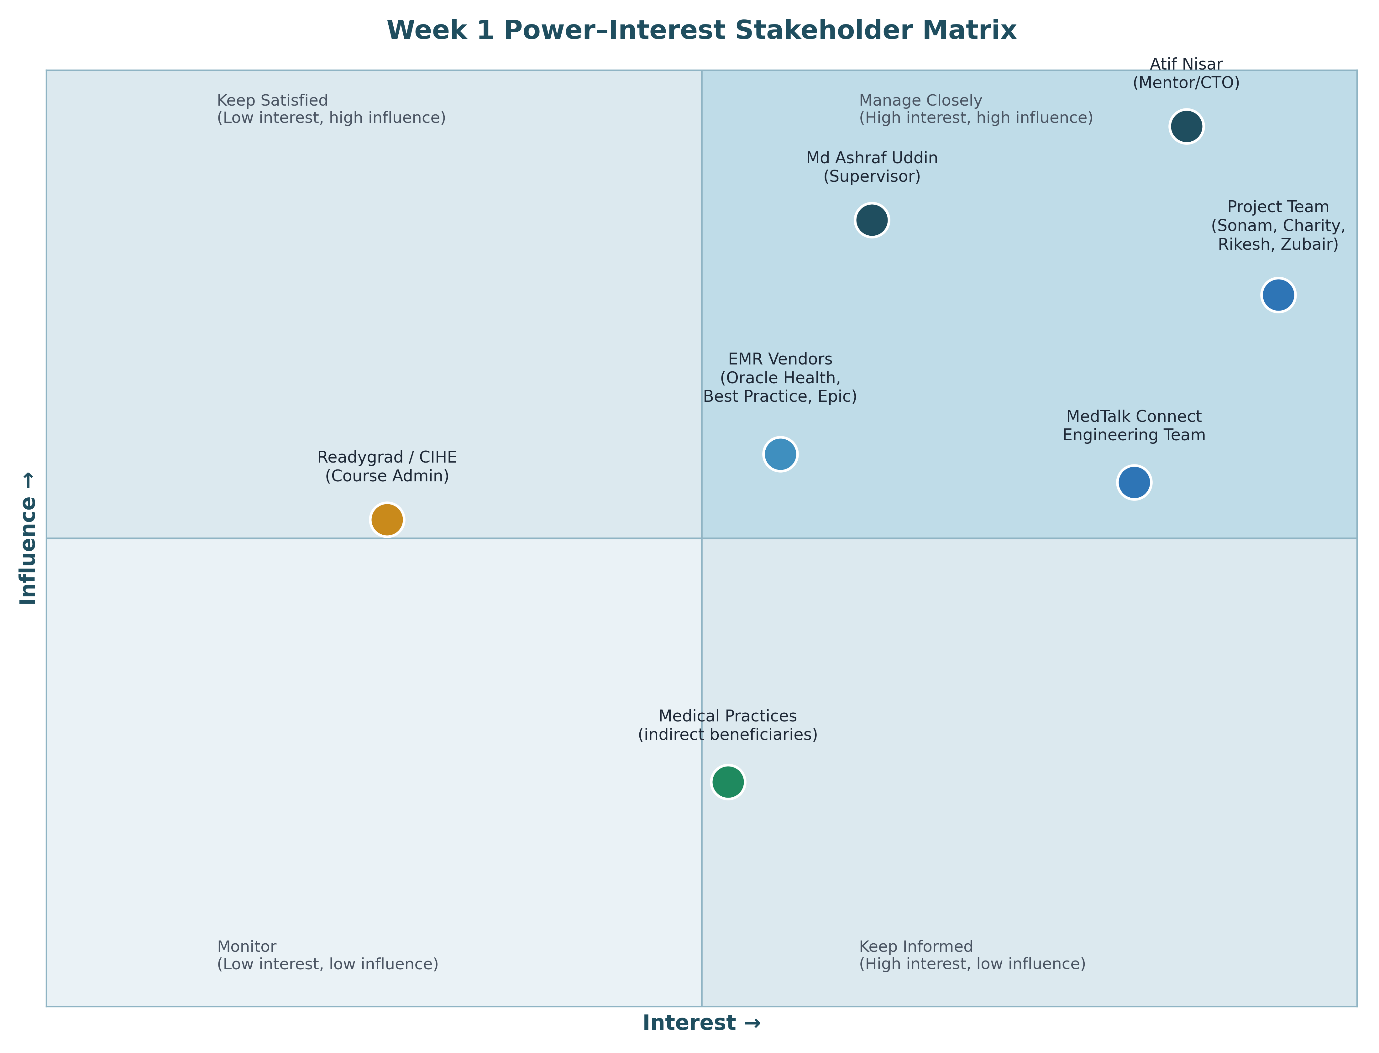 Week 1 Power–Interest Stakeholder Matrix
Atif Nisar
(Mentor/CTO)
Keep Satisfied
(Low interest, high influence)
Manage Closely
(High interest, high influence)
Md Ashraf Uddin
(Supervisor)
Project Team
(Sonam, Charity,
Rikesh, Zubair)
EMR Vendors
(Oracle Health,
Best Practice, Epic)
MedTalk Connect
Engineering Team
Readygrad / CIHE
(Course Admin)
Influence →
Medical Practices
(indirect beneficiaries)
Monitor
(Low interest, low influence)
Keep Informed
(High interest, low influence)
Interest →